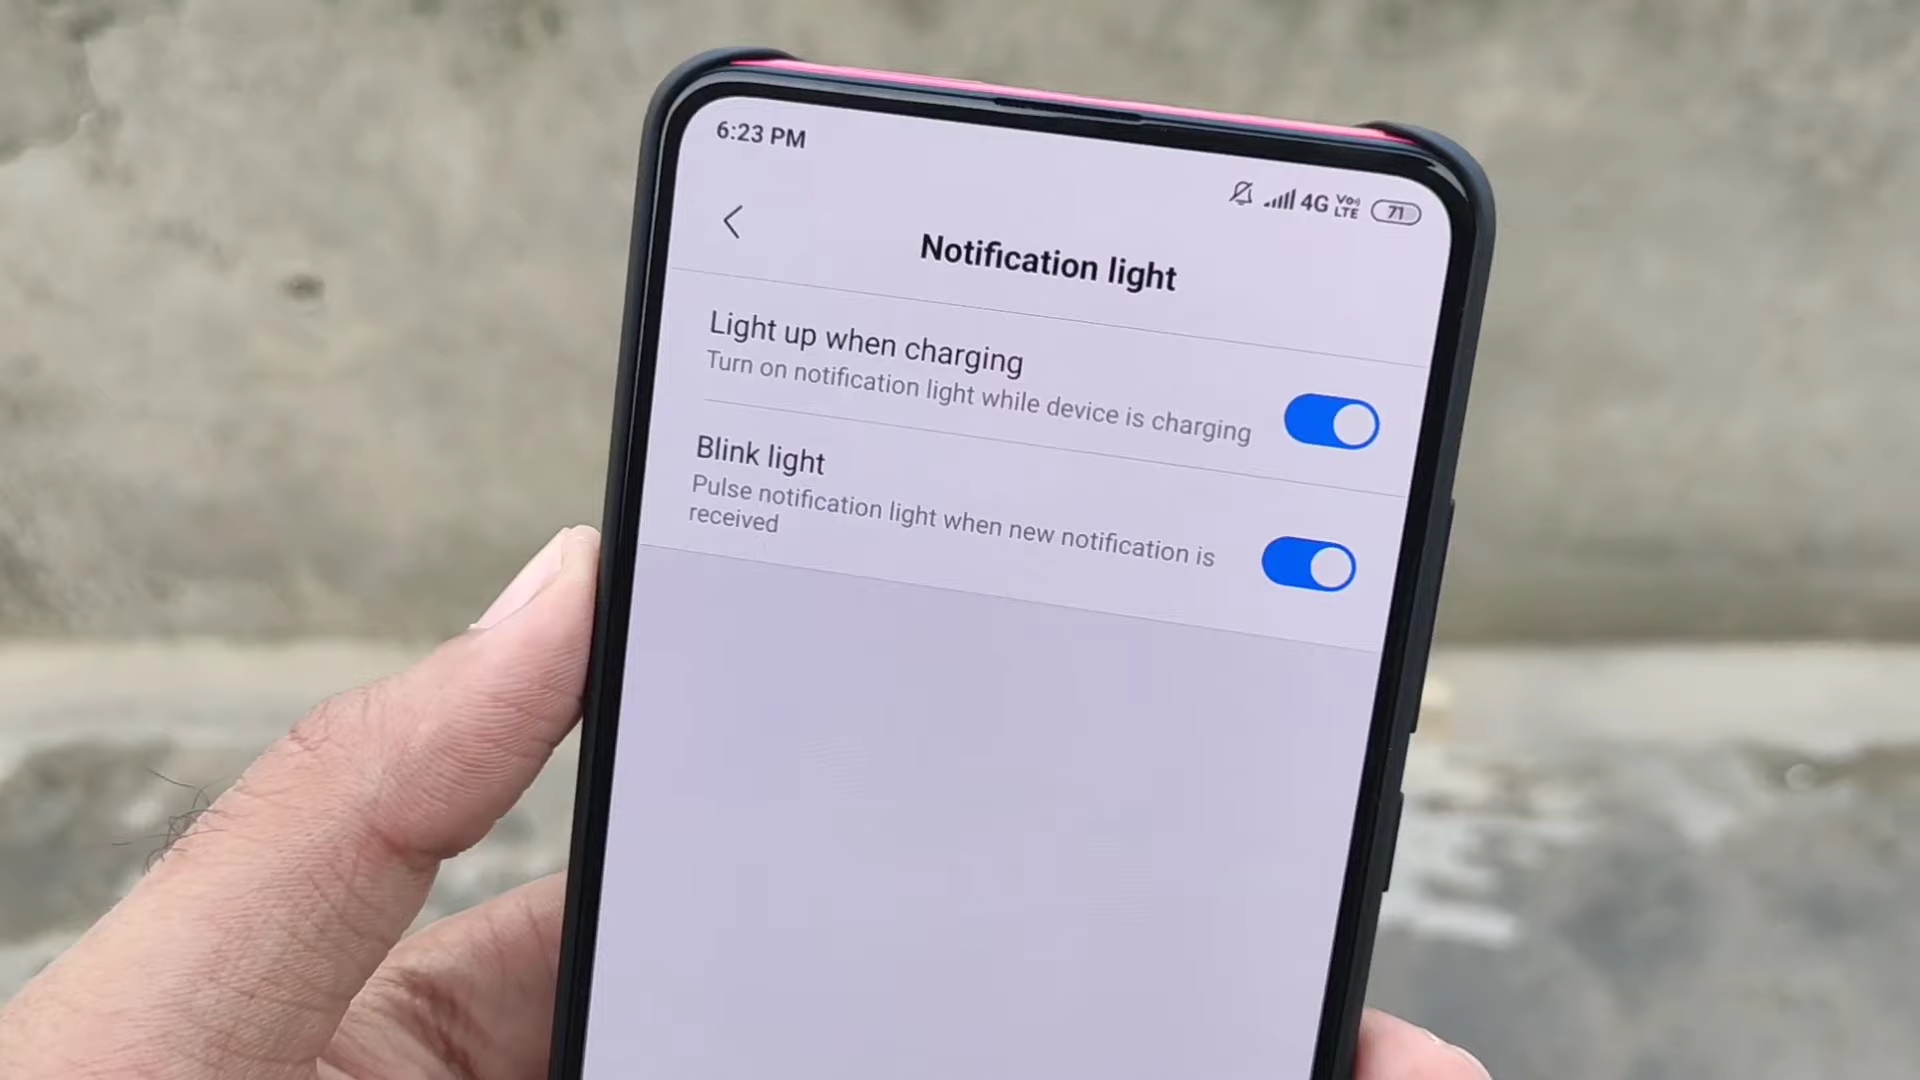 6:23 PM
4G VoLTE 71
Notification light
Light up when charging
Turn on notification light while device is charging
Blink light
Pulse notification light when new notification is
received